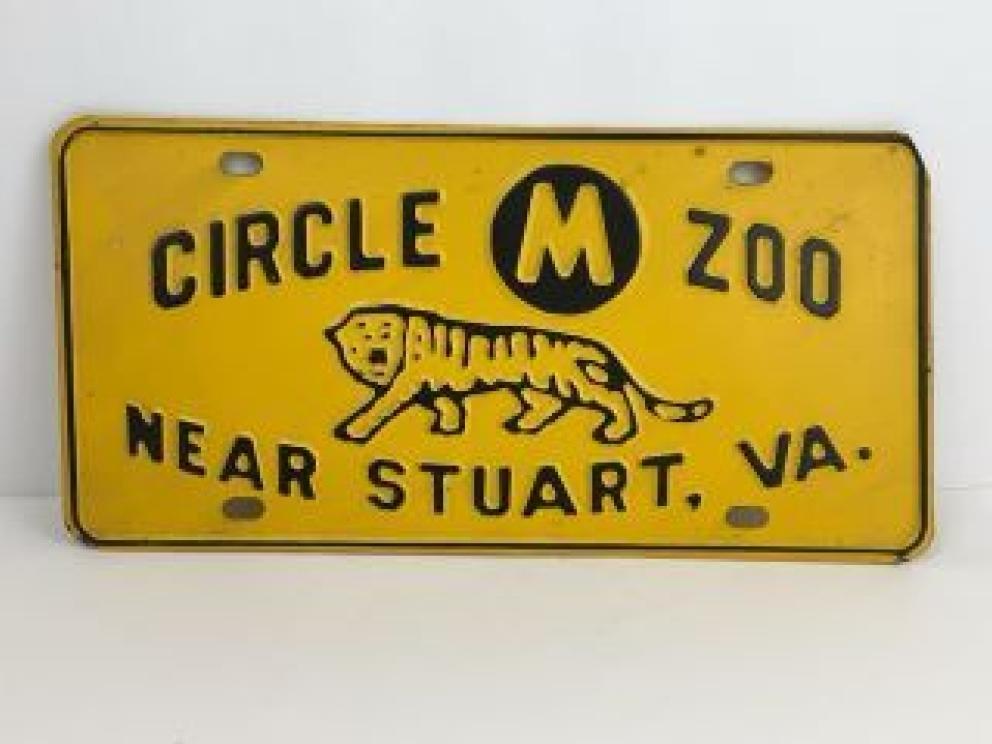 CIRCLE M ZOO
NEAR STUART, VA.